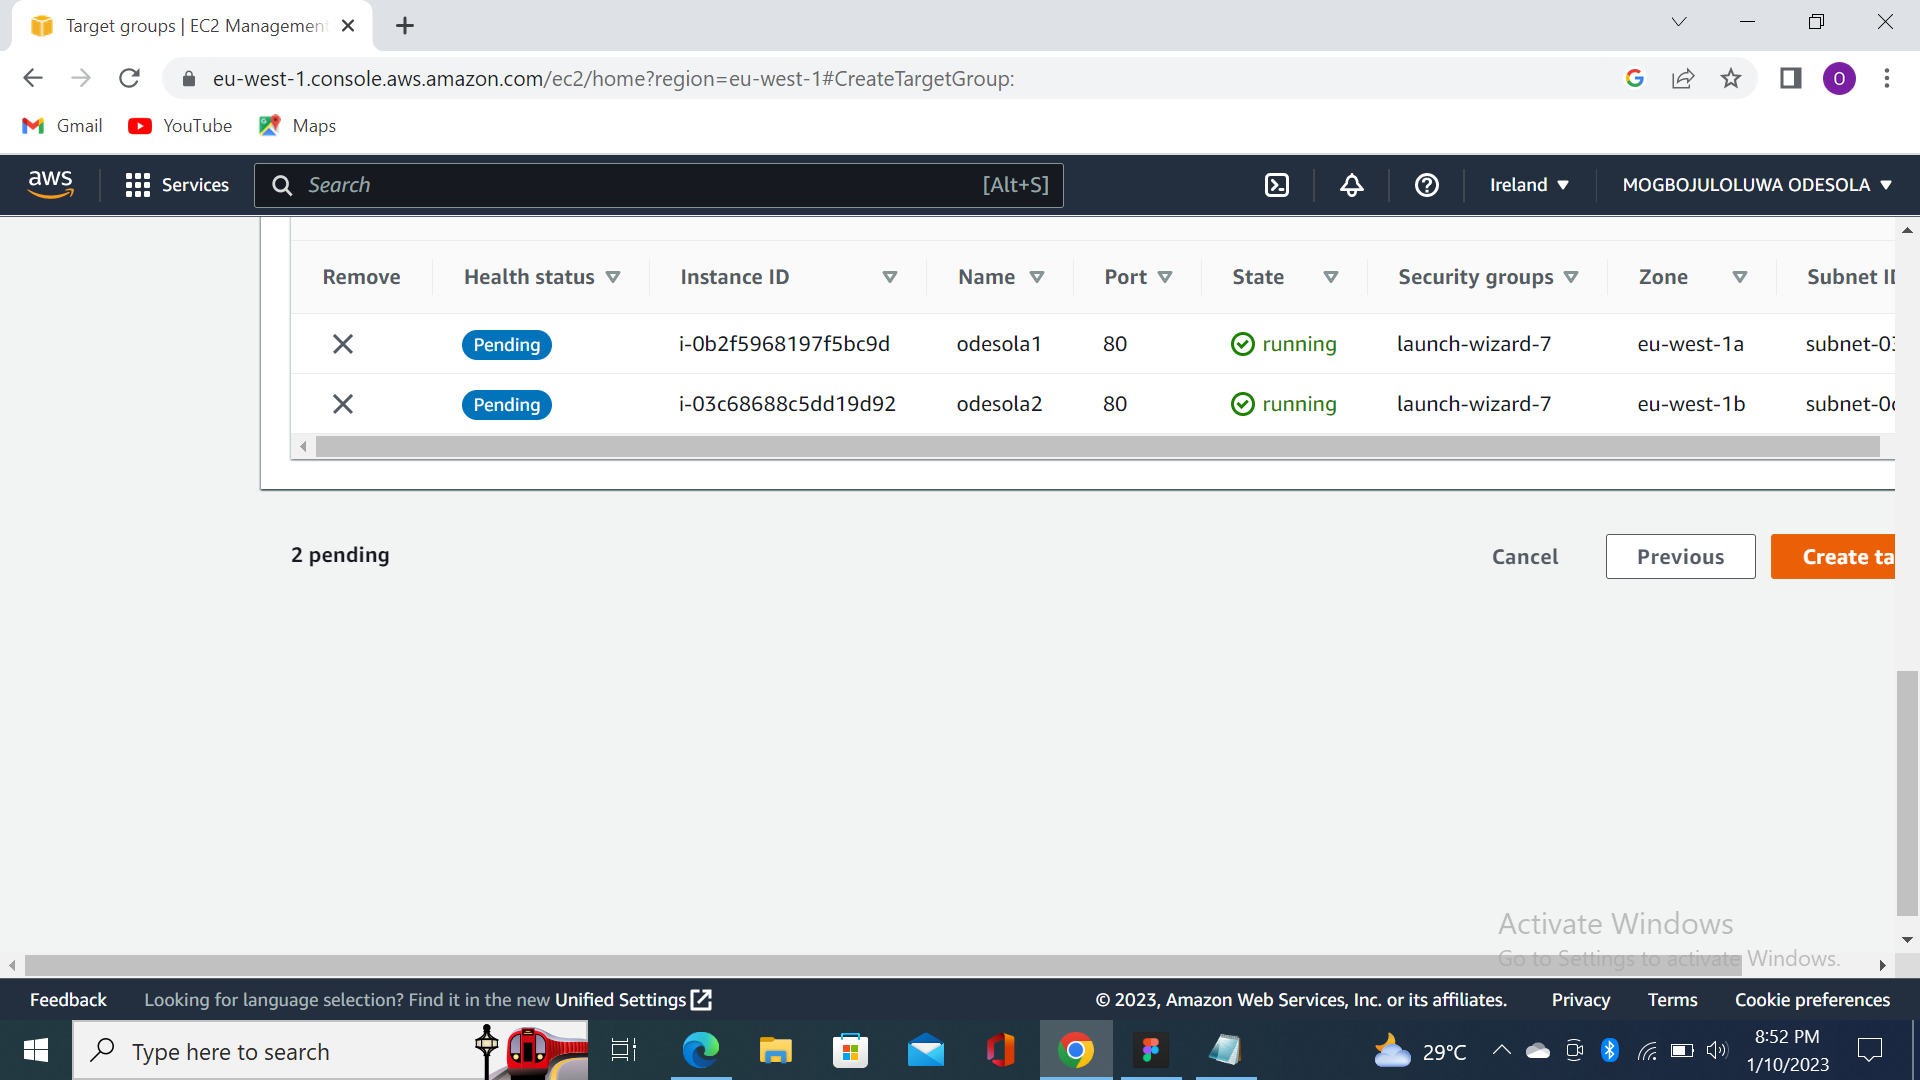 Target groups | EC2 Management
eu-west-1.console.aws.amazon.com/ec2/home?region=eu-west-1#CreateTargetGroup:
O
Gmail YouTube Maps
aws Services Search [Alt+S] Ireland MOGBOJULOLUWA ODESOLA
Remove Health status Instance ID Name Port State Security groups Zone Subnet ID
Pending i-0b2f5968197f5bc9d odesola1 80 running launch-wizard-7 eu-west-1a subnet-03
Pending i-03c68688c5dd19d92 odesola2 80 running launch-wizard-7 eu-west-1b subnet-0
2 pending Cancel Previous Create ta
Activate Windows
Go to Settings to activate Windows.
Feedback Looking for language selection? Find it in the new Unified Settings © 2023, Amazon Web Services, Inc. or its affiliates. Privacy Terms Cookie preferences
Type here to search 29°C 8:52 PM
1/10/2023